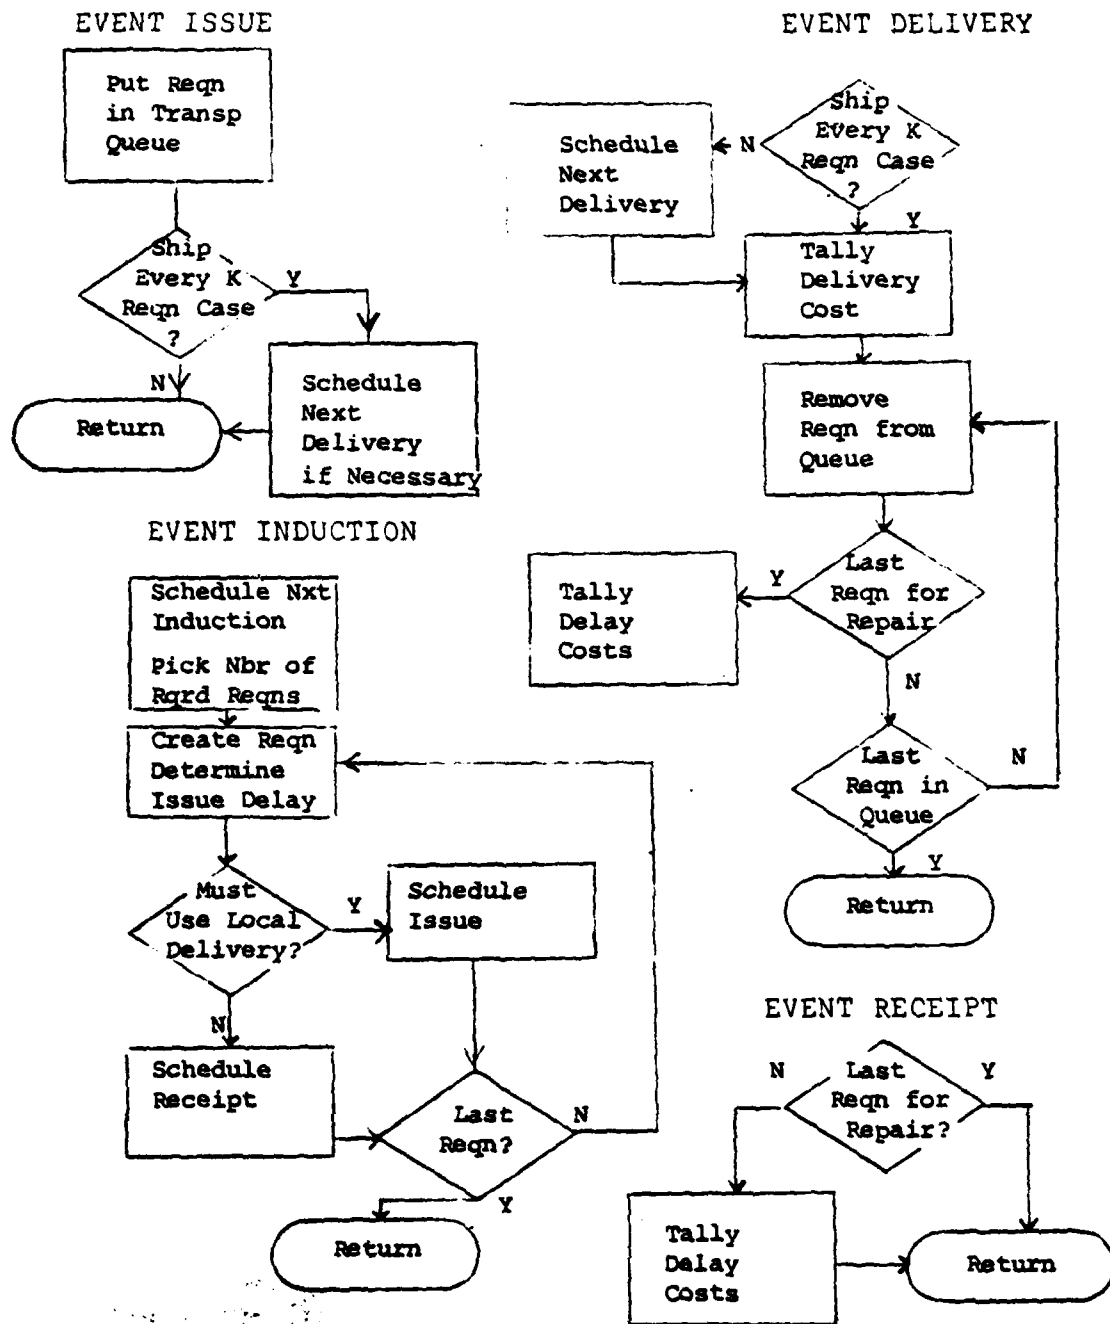 EVENT ISSUE
Put Reqn
in Transp
Queue
Ship
Every K
Reqn Case
?
Y
N
Schedule
Next
Delivery
if Necessary
Return
EVENT DELIVERY
Ship
Every K
Reqn Case
?
N
Y
Schedule
Next
Delivery
Tally
Delivery
Cost
Remove
Reqn from
Queue
Last
Reqn for
Repair
Y
N
Tally
Delay
Costs
Last
Reqn in
Queue
N
Y
Return
EVENT INDUCTION
Schedule Nxt
Induction
Pick Nbr of
Rqrd Reqns
Create Reqn
Determine
Issue Delay
Must
Use Local
Delivery?
Y
N
Schedule
Issue
Schedule
Receipt
Last
Reqn?
N
Y
Return
EVENT RECEIPT
Last
Reqn for
Repair?
N
Y
Tally
Delay
Costs
Return